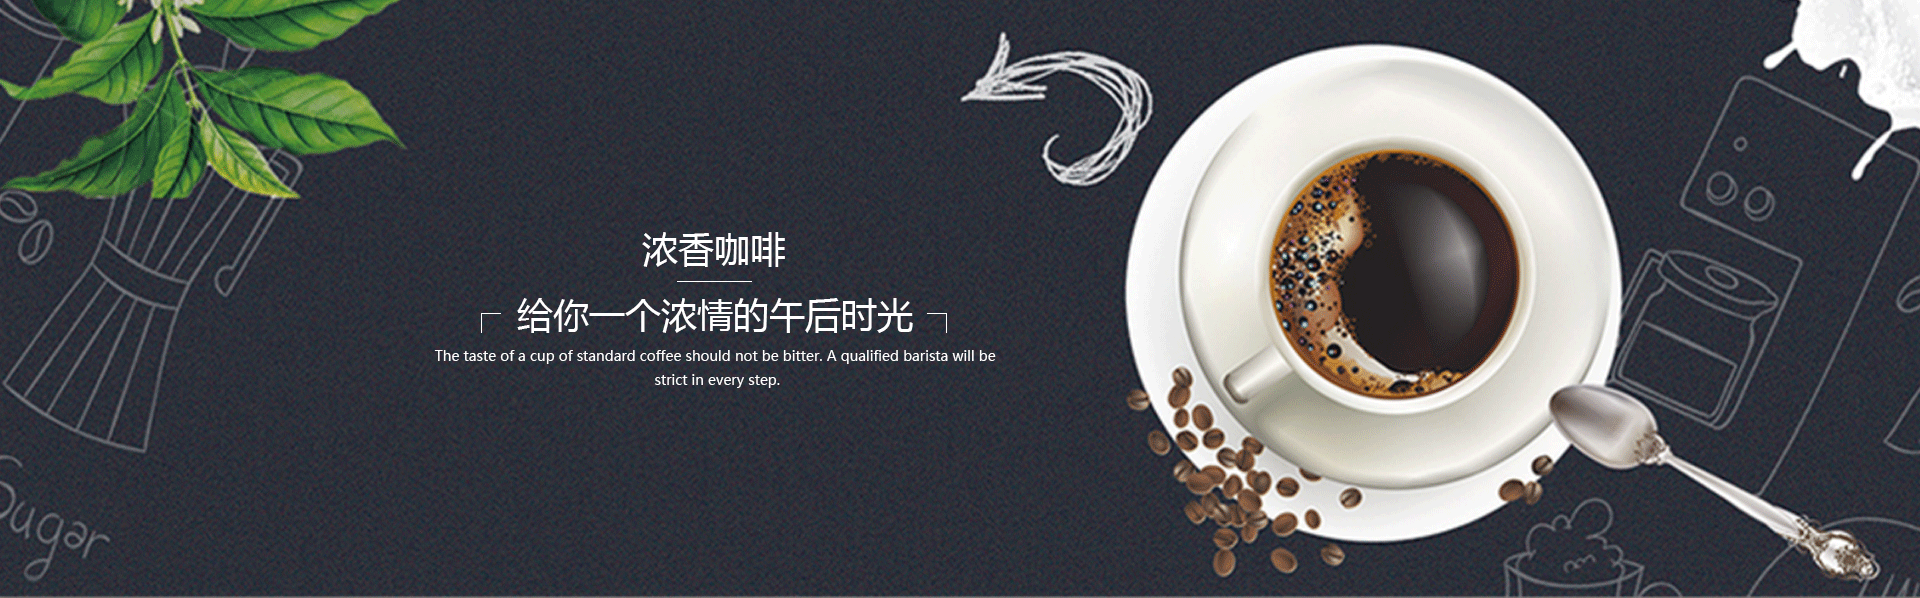 浓香咖啡
给你一个浓情的午后时光
The taste of a cup of standard coffee should not be bitter. A qualified barista will be
strict in every step.
Sugar